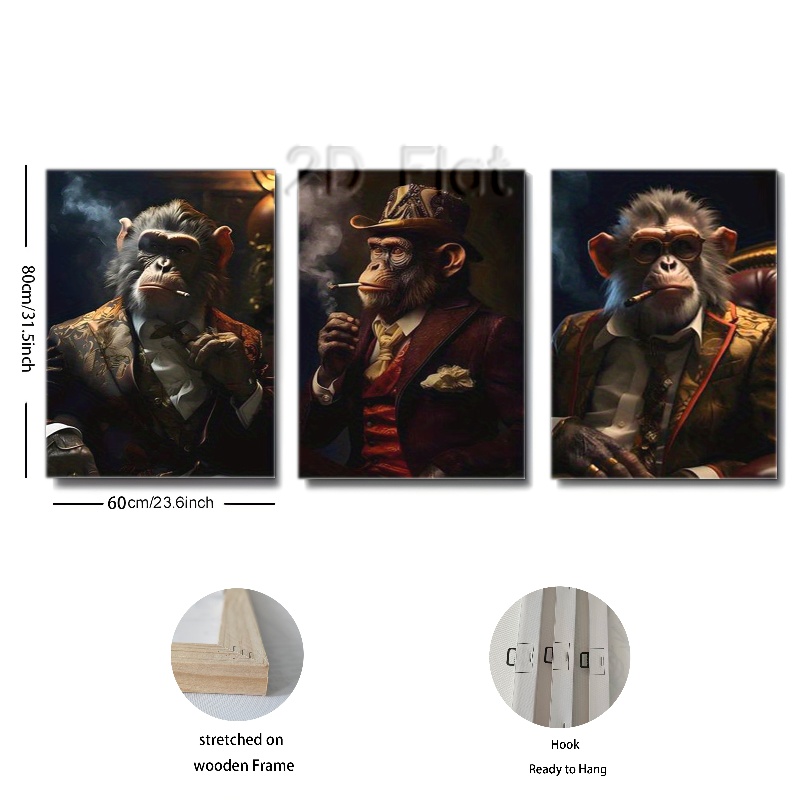 2D Flat
80cm/31.5inch
60cm/23.6inch
stretched on
wooden Frame
Hook
Ready to Hang